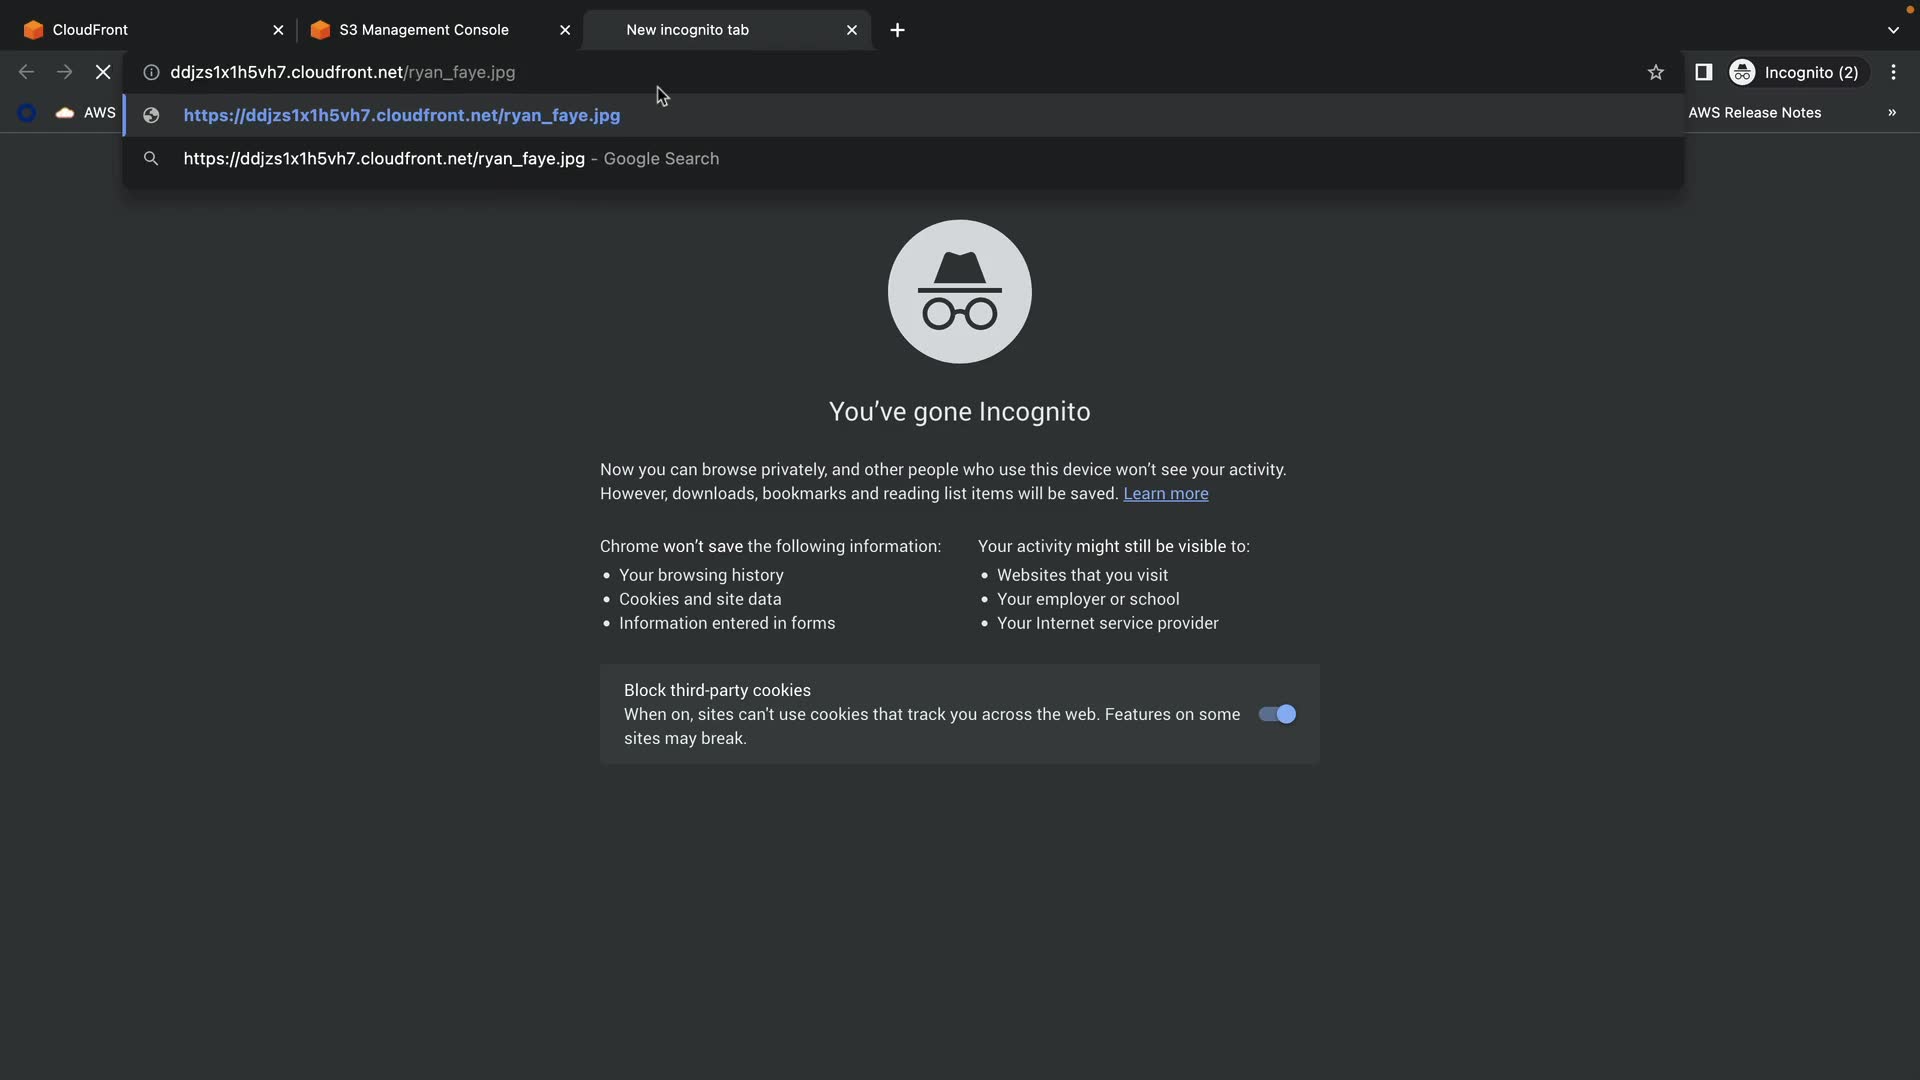 CloudFront
S3 Management Console
New incognito tab
ddjzs1x1h5vh7.cloudfront.net/ryan_faye.jpg
Incognito (2)
AWS
https://ddjzs1x1h5vh7.cloudfront.net/ryan_faye.jpg
AWS Release Notes
»
https://ddjzs1x1h5vh7.cloudfront.net/ryan_faye.jpg - Google Search
You've gone Incognito
Now you can browse privately, and other people who use this device won't see your activity.
However, downloads, bookmarks and reading list items will be saved. Learn more
Chrome won't save the following information:
• Your browsing history
• Cookies and site data
• Information entered in forms
Your activity might still be visible to:
• Websites that you visit
• Your employer or school
• Your Internet service provider
Block third-party cookies
When on, sites can't use cookies that track you across the web. Features on some
sites may break.